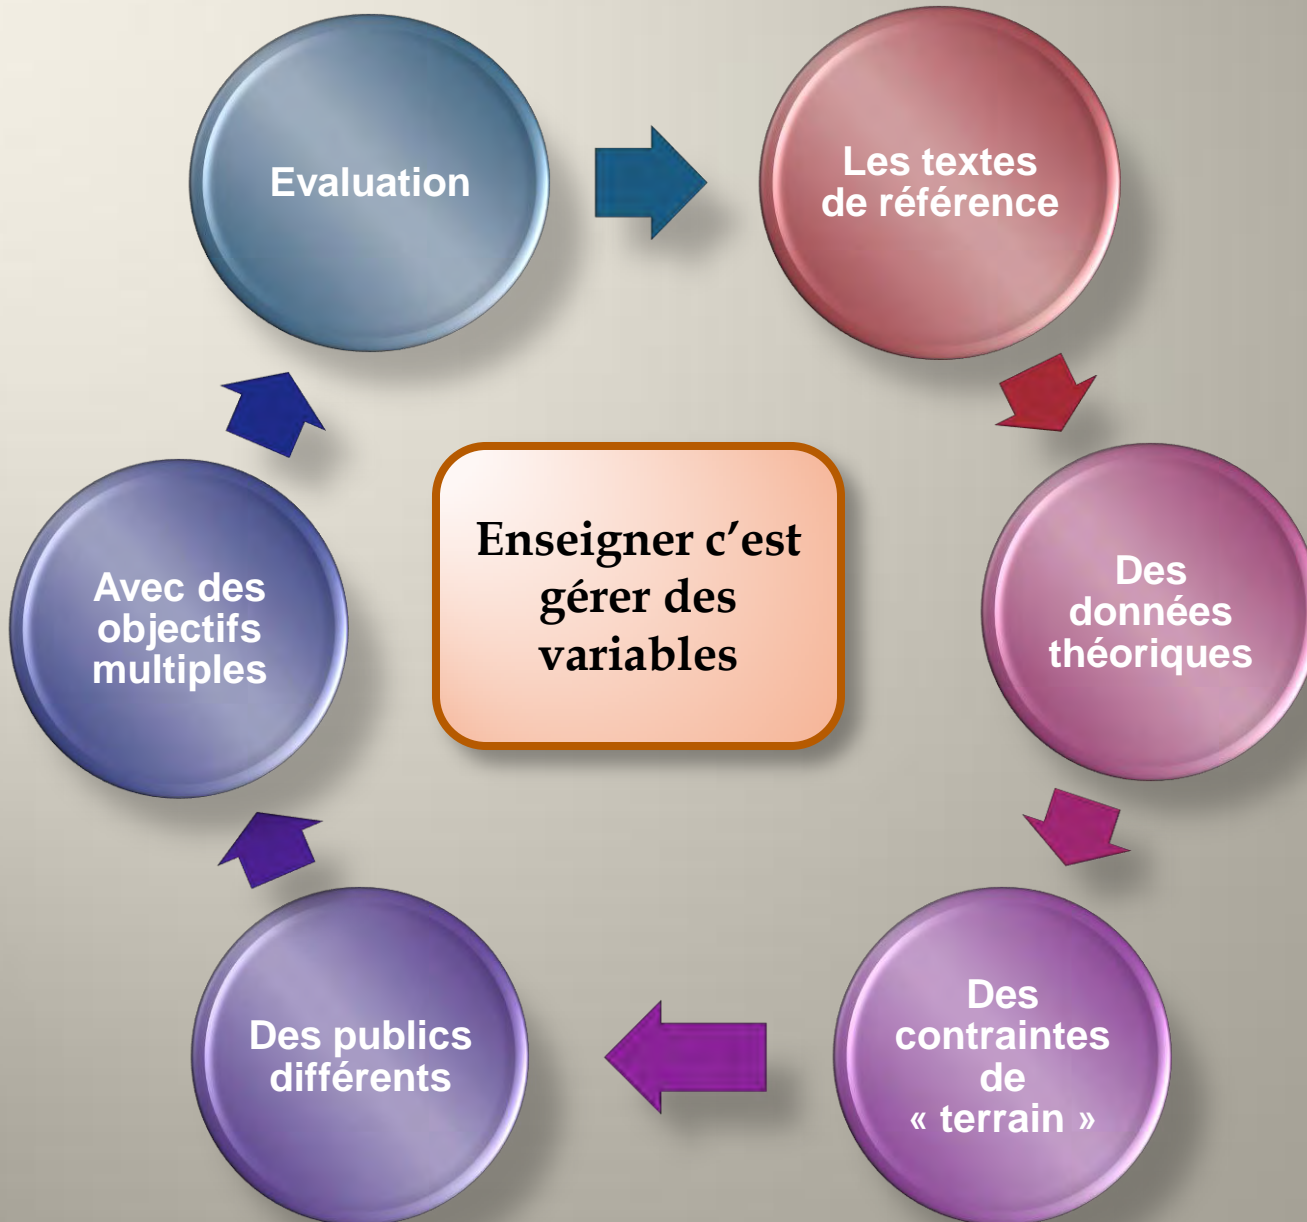 Evaluation
Les textes
de référence
Des
données
théoriques
Des
contraintes
de
« terrain »
Des publics
différents
Avec des
objectifs
multiples
Enseigner c’est
gérer des
variables